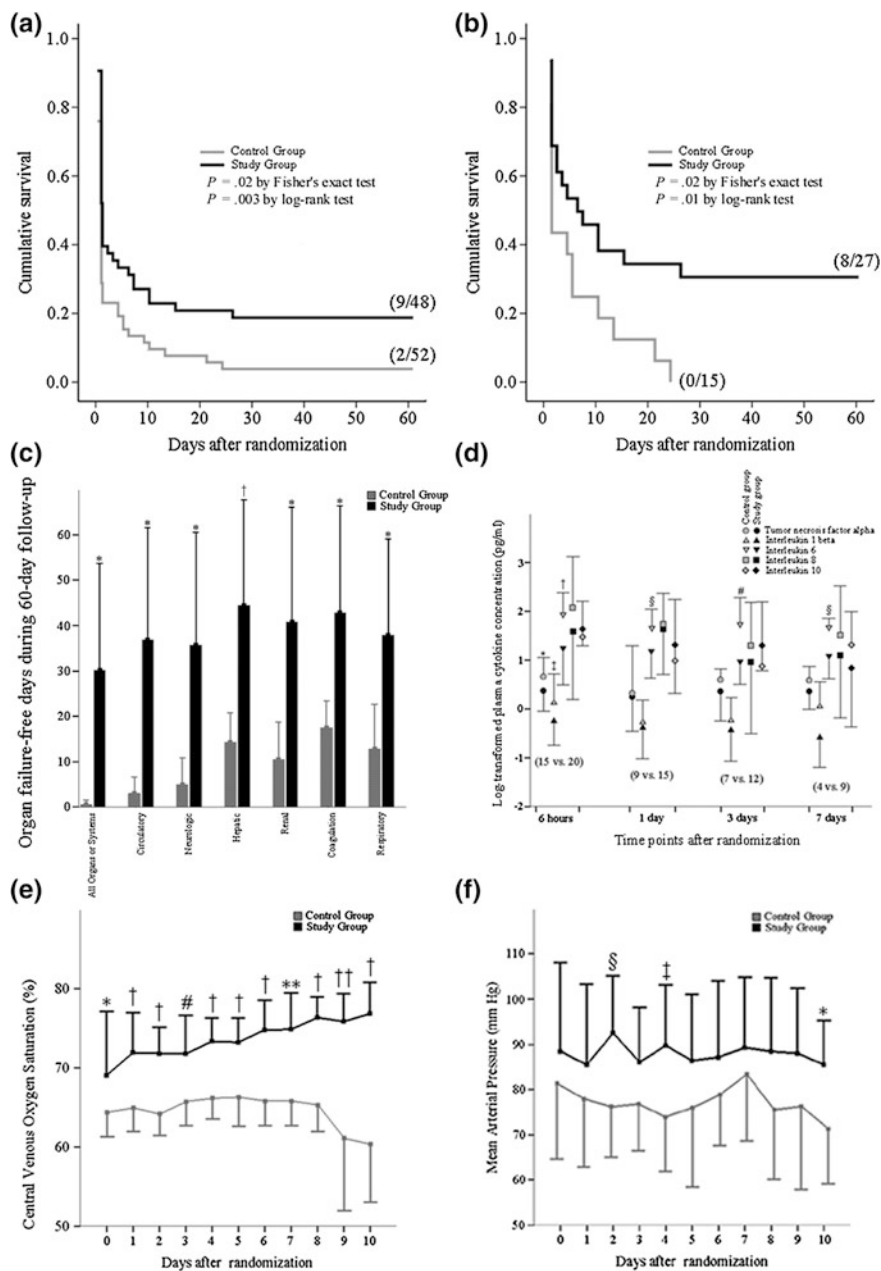 (a)
1.0
0.8
0.6
0.4
0.2
0.0
Cumulative survival
Control Group
Study Group
P = .02 by Fisher's exact test
P = .003 by log-rank test
(9/48)
(2/52)
0 10 20 30 40 50 60
Days after randomization
(b)
1.0
0.8
0.6
0.4
0.2
0.0
Cumulative survival
Control Group
Study Group
P = .02 by Fisher's exact test
P = .01 by log-rank test
(8/27)
(0/15)
0 10 20 30 40 50 60
Days after randomization
(c)
Organ failure-free days during 60-day follow-up
60
50
40
30
20
10
0
Control Group
Study Group
* * * † * * *
All Organs or Systems
Circulatory
Neurologic
Hepatic
Renal
Coagulation
Respiratory
(d)
Log-transformed plasma cytokine concentration (pg/ml)
3
2
1
0
-1
-2
Control group
Study group
Tumor necrosis factor alpha
Interleukin 1 beta
Interleukin 6
Interleukin 8
Interleukin 10
* ‡ † § # §
(15 vs. 20)
(9 vs. 15)
(7 vs. 12)
(4 vs. 9)
6 hours 1 day 3 days 7 days
Time points after randomization
(e)
Control Group
Study Group
Central Venous Oxygen Saturation (%)
80
70
60
50
* † † # † † † ** † †† †
0 1 2 3 4 5 6 7 8 9 10
Days after randomization
(f)
Control Group
Study Group
Mean Arterial Pressure (mm Hg)
110
100
90
80
70
60
50
§ ‡ *
0 1 2 3 4 5 6 7 8 9 10
Days after randomization